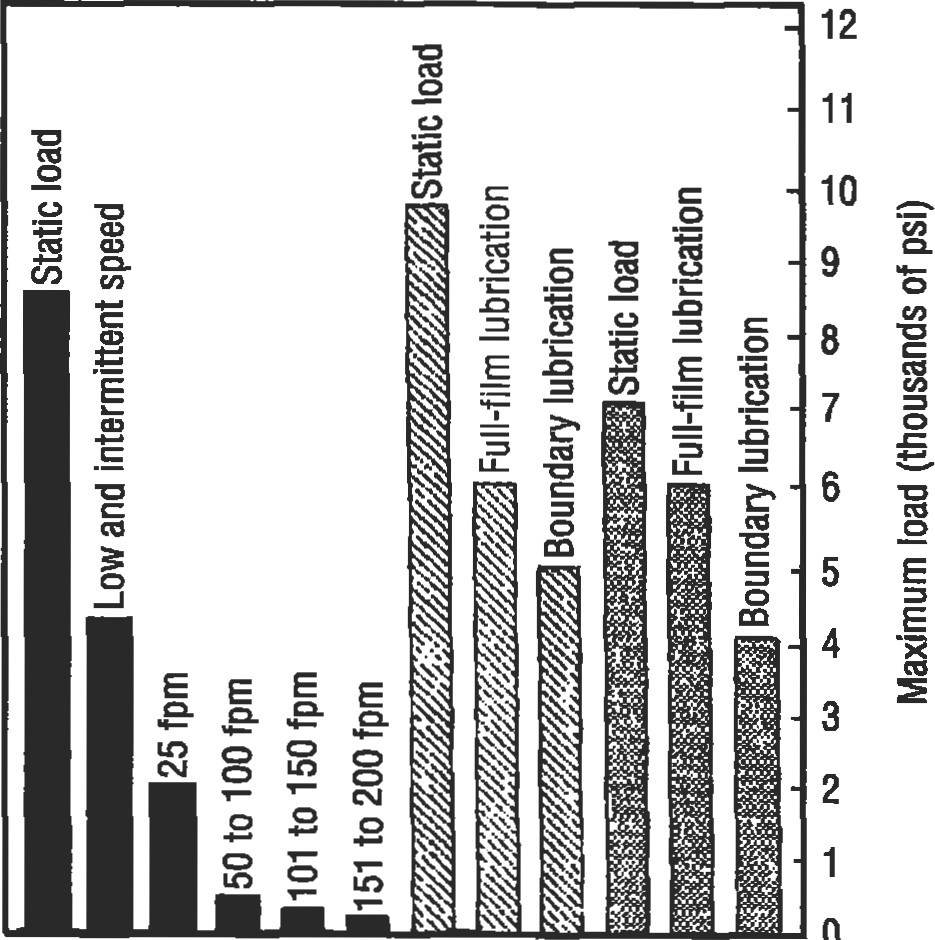 Static load
Low and intermittent speed
25 fpm
50 to 100 fpm
101 to 150 fpm
151 to 200 fpm
Static load
Full-film lubrication
Boundary lubrication
Static load
Full-film lubrication
Boundary lubrication
12
11
10
9
8
7
6
5
4
3
2
1
0
Maximum load (thousands of psi)